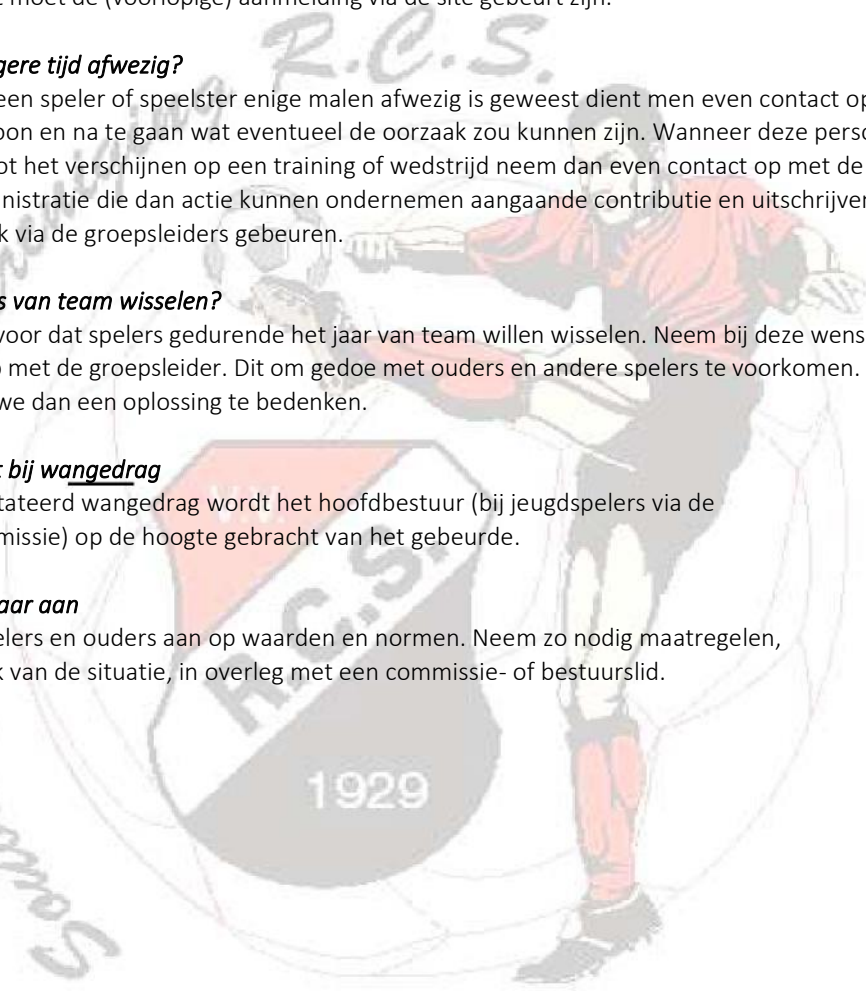 moet de (voorlopige) aanmelding via de site gebeurt zijn.
gere tijd afwezig?
een speler of speelster enige malen afwezig is geweest dient men even contact op
oon en na te gaan wat eventueel de oorzaak zou kunnen zijn. Wanneer deze perso
ot het verschijnen op een training of wedstrijd neem dan even contact op met de
inistratie die dan actie kunnen ondernemen aangaande contributie en uitschrijven
k via de groepsleiders gebeuren.
s van team wisselen?
voor dat spelers gedurende het jaar van team willen wisselen. Neem bij deze wens
met de groepsleider. Dit om gedoe met ouders en andere spelers te voorkomen.
we dan een oplossing te bedenken.
t bij wangedrag
tateerd wangedrag wordt het hoofdbestuur (bij jeugdspelers via de
missie) op de hoogte gebracht van het gebeurde.
aar aan
elers en ouders aan op waarden en normen. Neem zo nodig maatregelen,
k van de situatie, in overleg met een commissie- of bestuurslid.
R.C.S.
V.V.
R.C.S.
1929